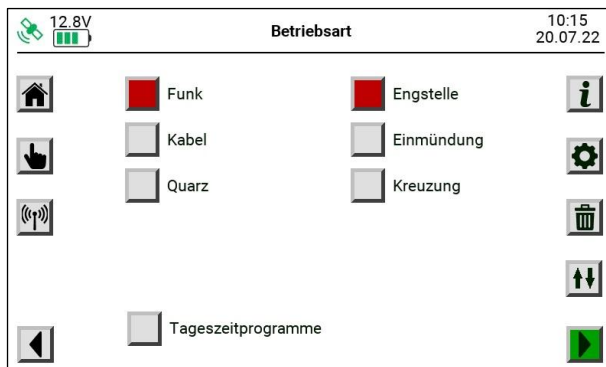 12.8V
Betriebsart
10:15
20.07.22
Funk
Engstelle
Kabel
Einmündung
Quarz
Kreuzung
Tageszeitprogramme